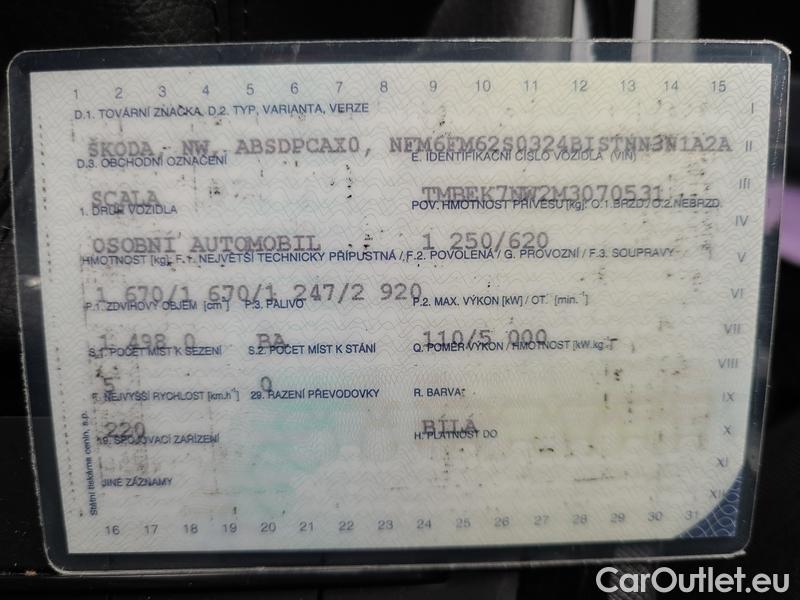 1 2 3 4 5 6 7 8 9 10 11 12 13 14 15
D.1. TOVÁRNÍ ZNAČKA, D.2. TYP, VARIANTA, VERZE I
ŠKODA, NW, ABSDPCAX0, NFM6FM62S0324BISTNN3N1A2A II
D.3. OBCHODNÍ OZNAČENÍ E. IDENTIFIKAČNÍ ČÍSLO VOZIDLA (VIN)
SCALA TMBEK7NW2M3070531 III
1. DRUH VOZIDLA POV. HMOTNOST PŘÍVĚSU [kg]: O.1. BRZD./O.2. NEBRZD.
OSOBNÍ AUTOMOBIL 1 250/620 IV
HMOTNOST [kg]: F.1. NEJVĚTŠÍ TECHNICKY PŘÍPUSTNÁ / F.2. POVOLENÁ / G. PROVOZNÍ / F.3. SOUPRAVY V
1 670/1 670/1 247/2 920 VI
P.1. ZDVIHOVÝ OBJEM [cm³] P.3. PALIVO P.2. MAX. VÝKON [kW] / OT. [min.⁻¹]
1 498,0 BA 110/5 000 VII
S.1. POČET MÍST K SEZENÍ S.2. POČET MÍST K STÁNÍ Q. POMĚR VÝKON / HMOTNOST [kW.kg⁻¹]
5 0 VIII
T. NEJVYŠŠÍ RYCHLOST [km.h⁻¹] 29. ŘAZENÍ PŘEVODOVKY R. BARVA IX
220 BÍLÁ X
19. SPOJOVACÍ ZAŘÍZENÍ H. PLATNOST DO
XI
JINÉ ZÁZNAMY
XII
Státní tiskárna cenin, s.p.
16 17 18 19 20 21 22 23 24 25 26 27 28 29 30 31
CarOutlet.eu